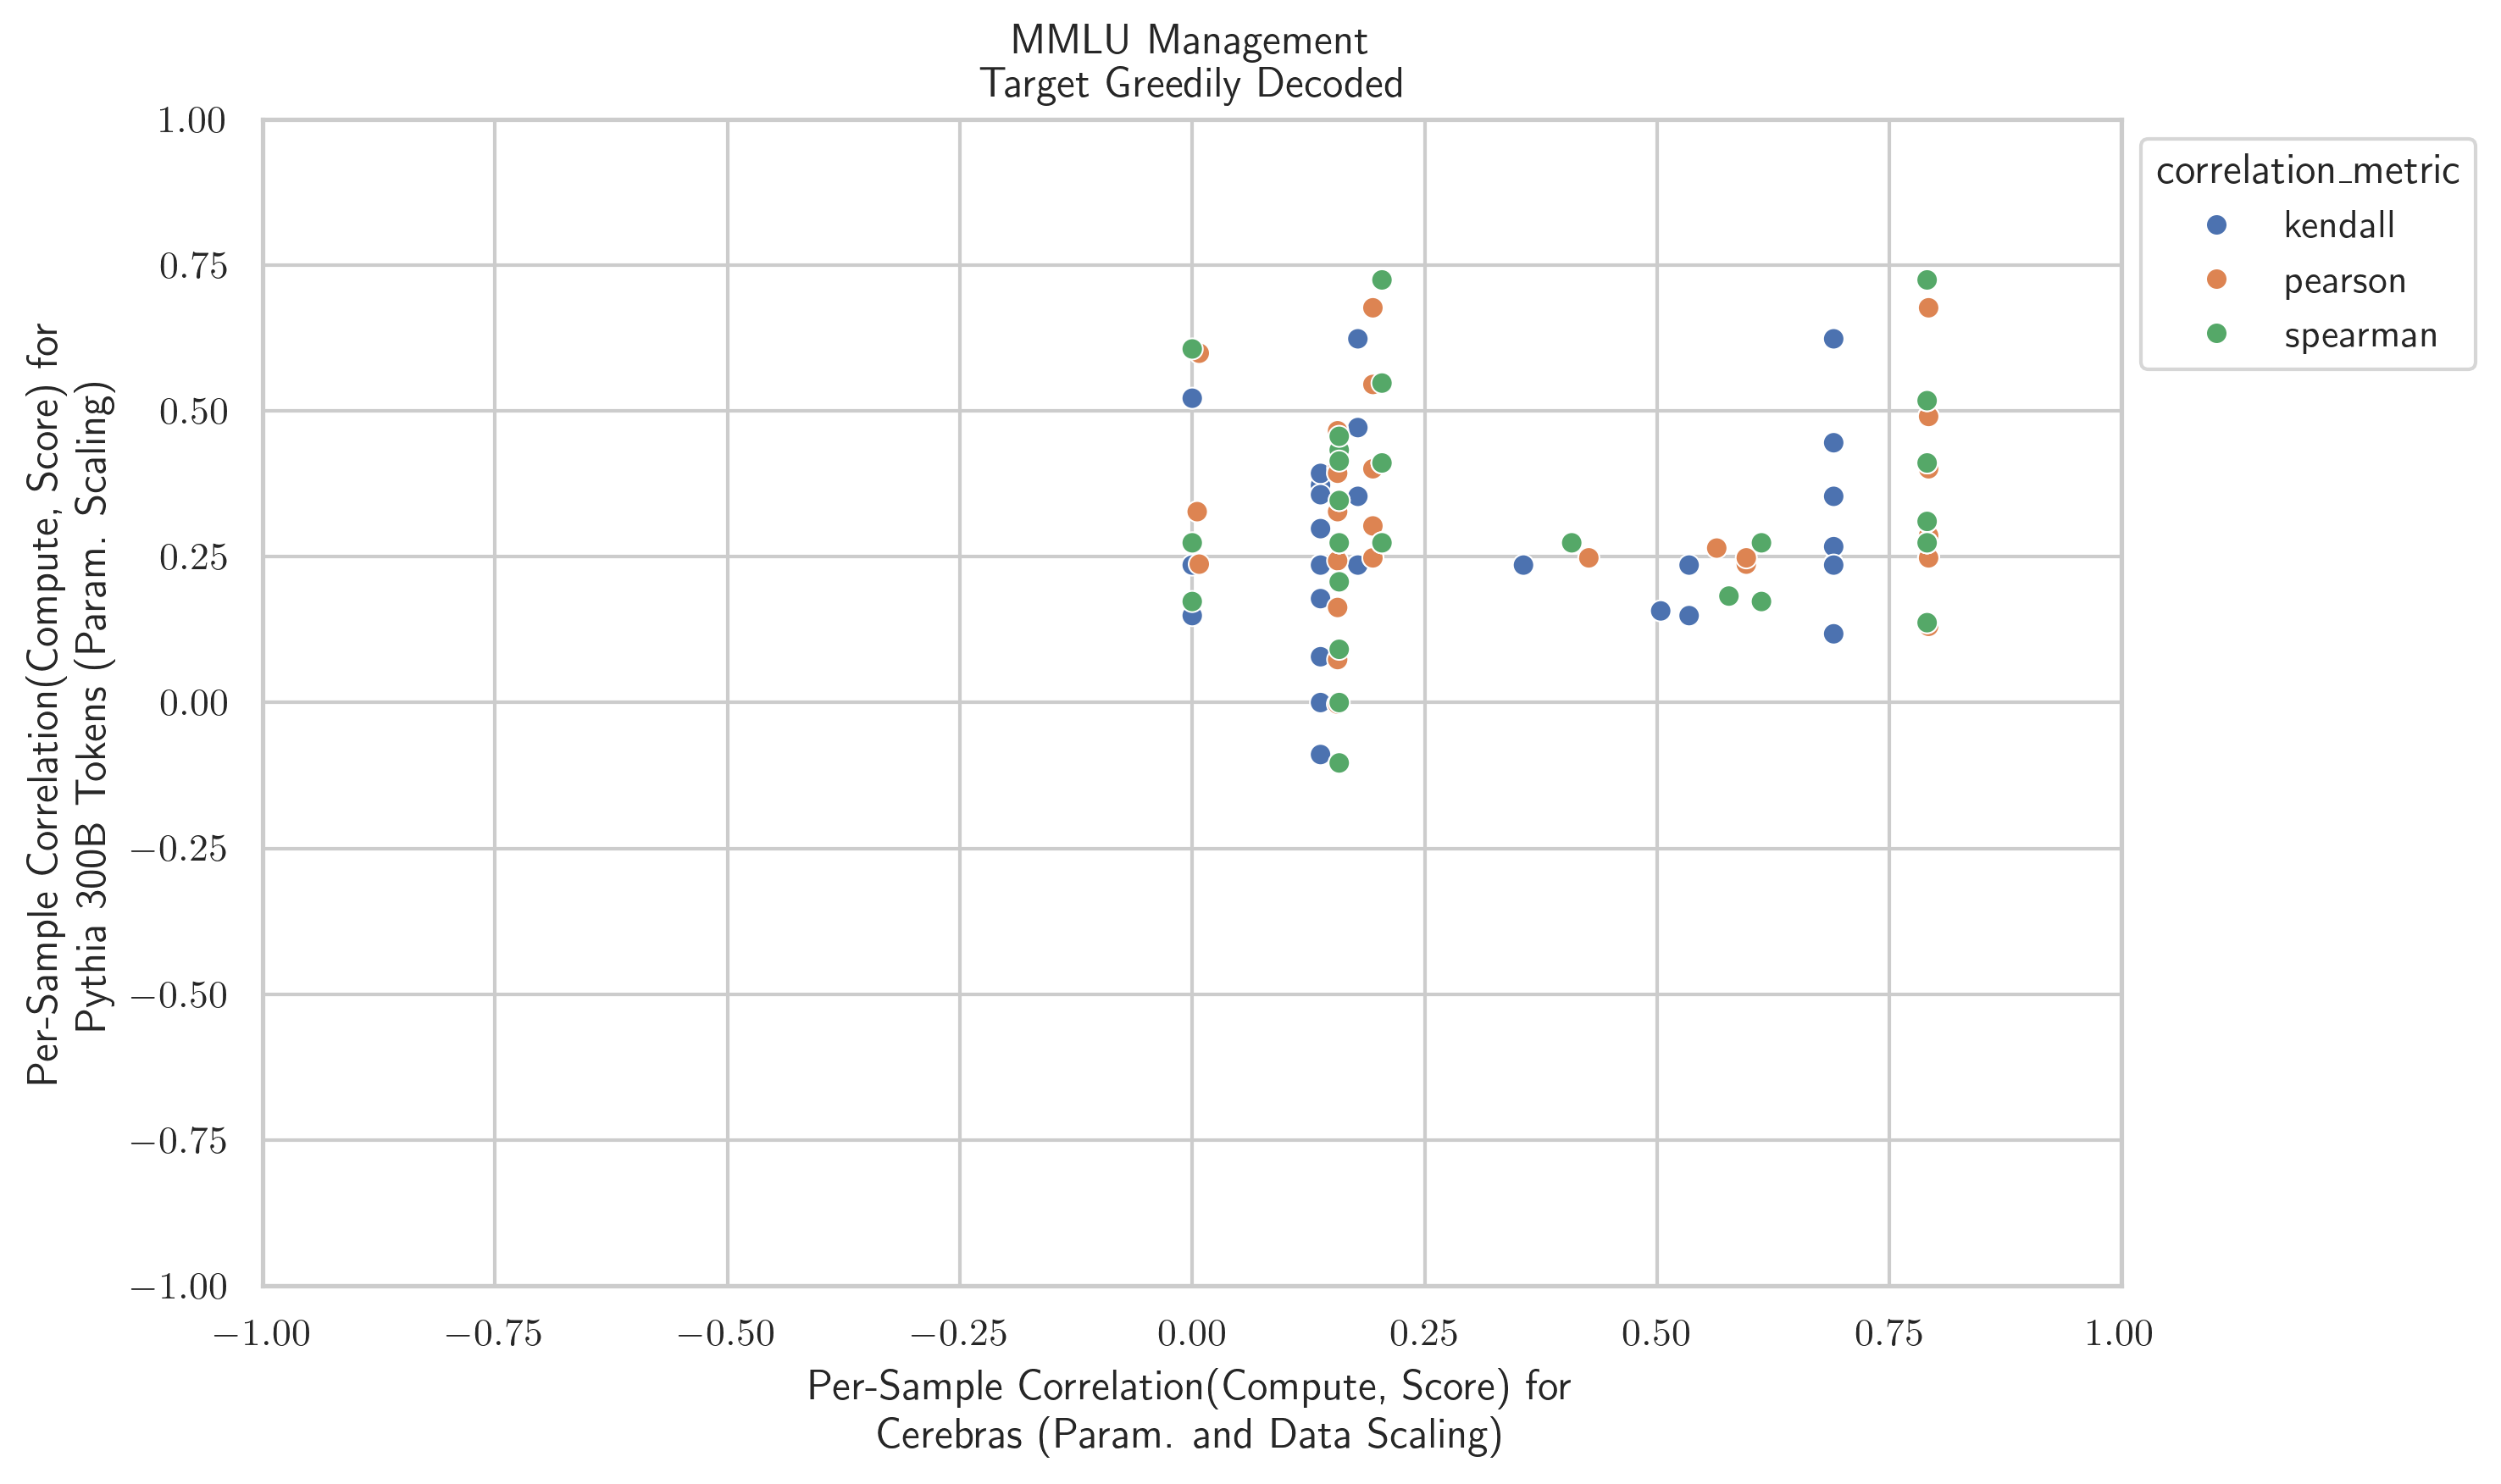 MMLU Management
Target Greedily Decoded
1.00
0.75
0.50
0.25
0.00
−0.25
−0.50
−0.75
−1.00
Per-Sample Correlation(Compute, Score) for
Pythia 300B Tokens (Param. Scaling)
correlation_metric
kendall
pearson
spearman
−1.00 −0.75 −0.50 −0.25 0.00 0.25 0.50 0.75 1.00
Per-Sample Correlation(Compute, Score) for
Cerebras (Param. and Data Scaling)